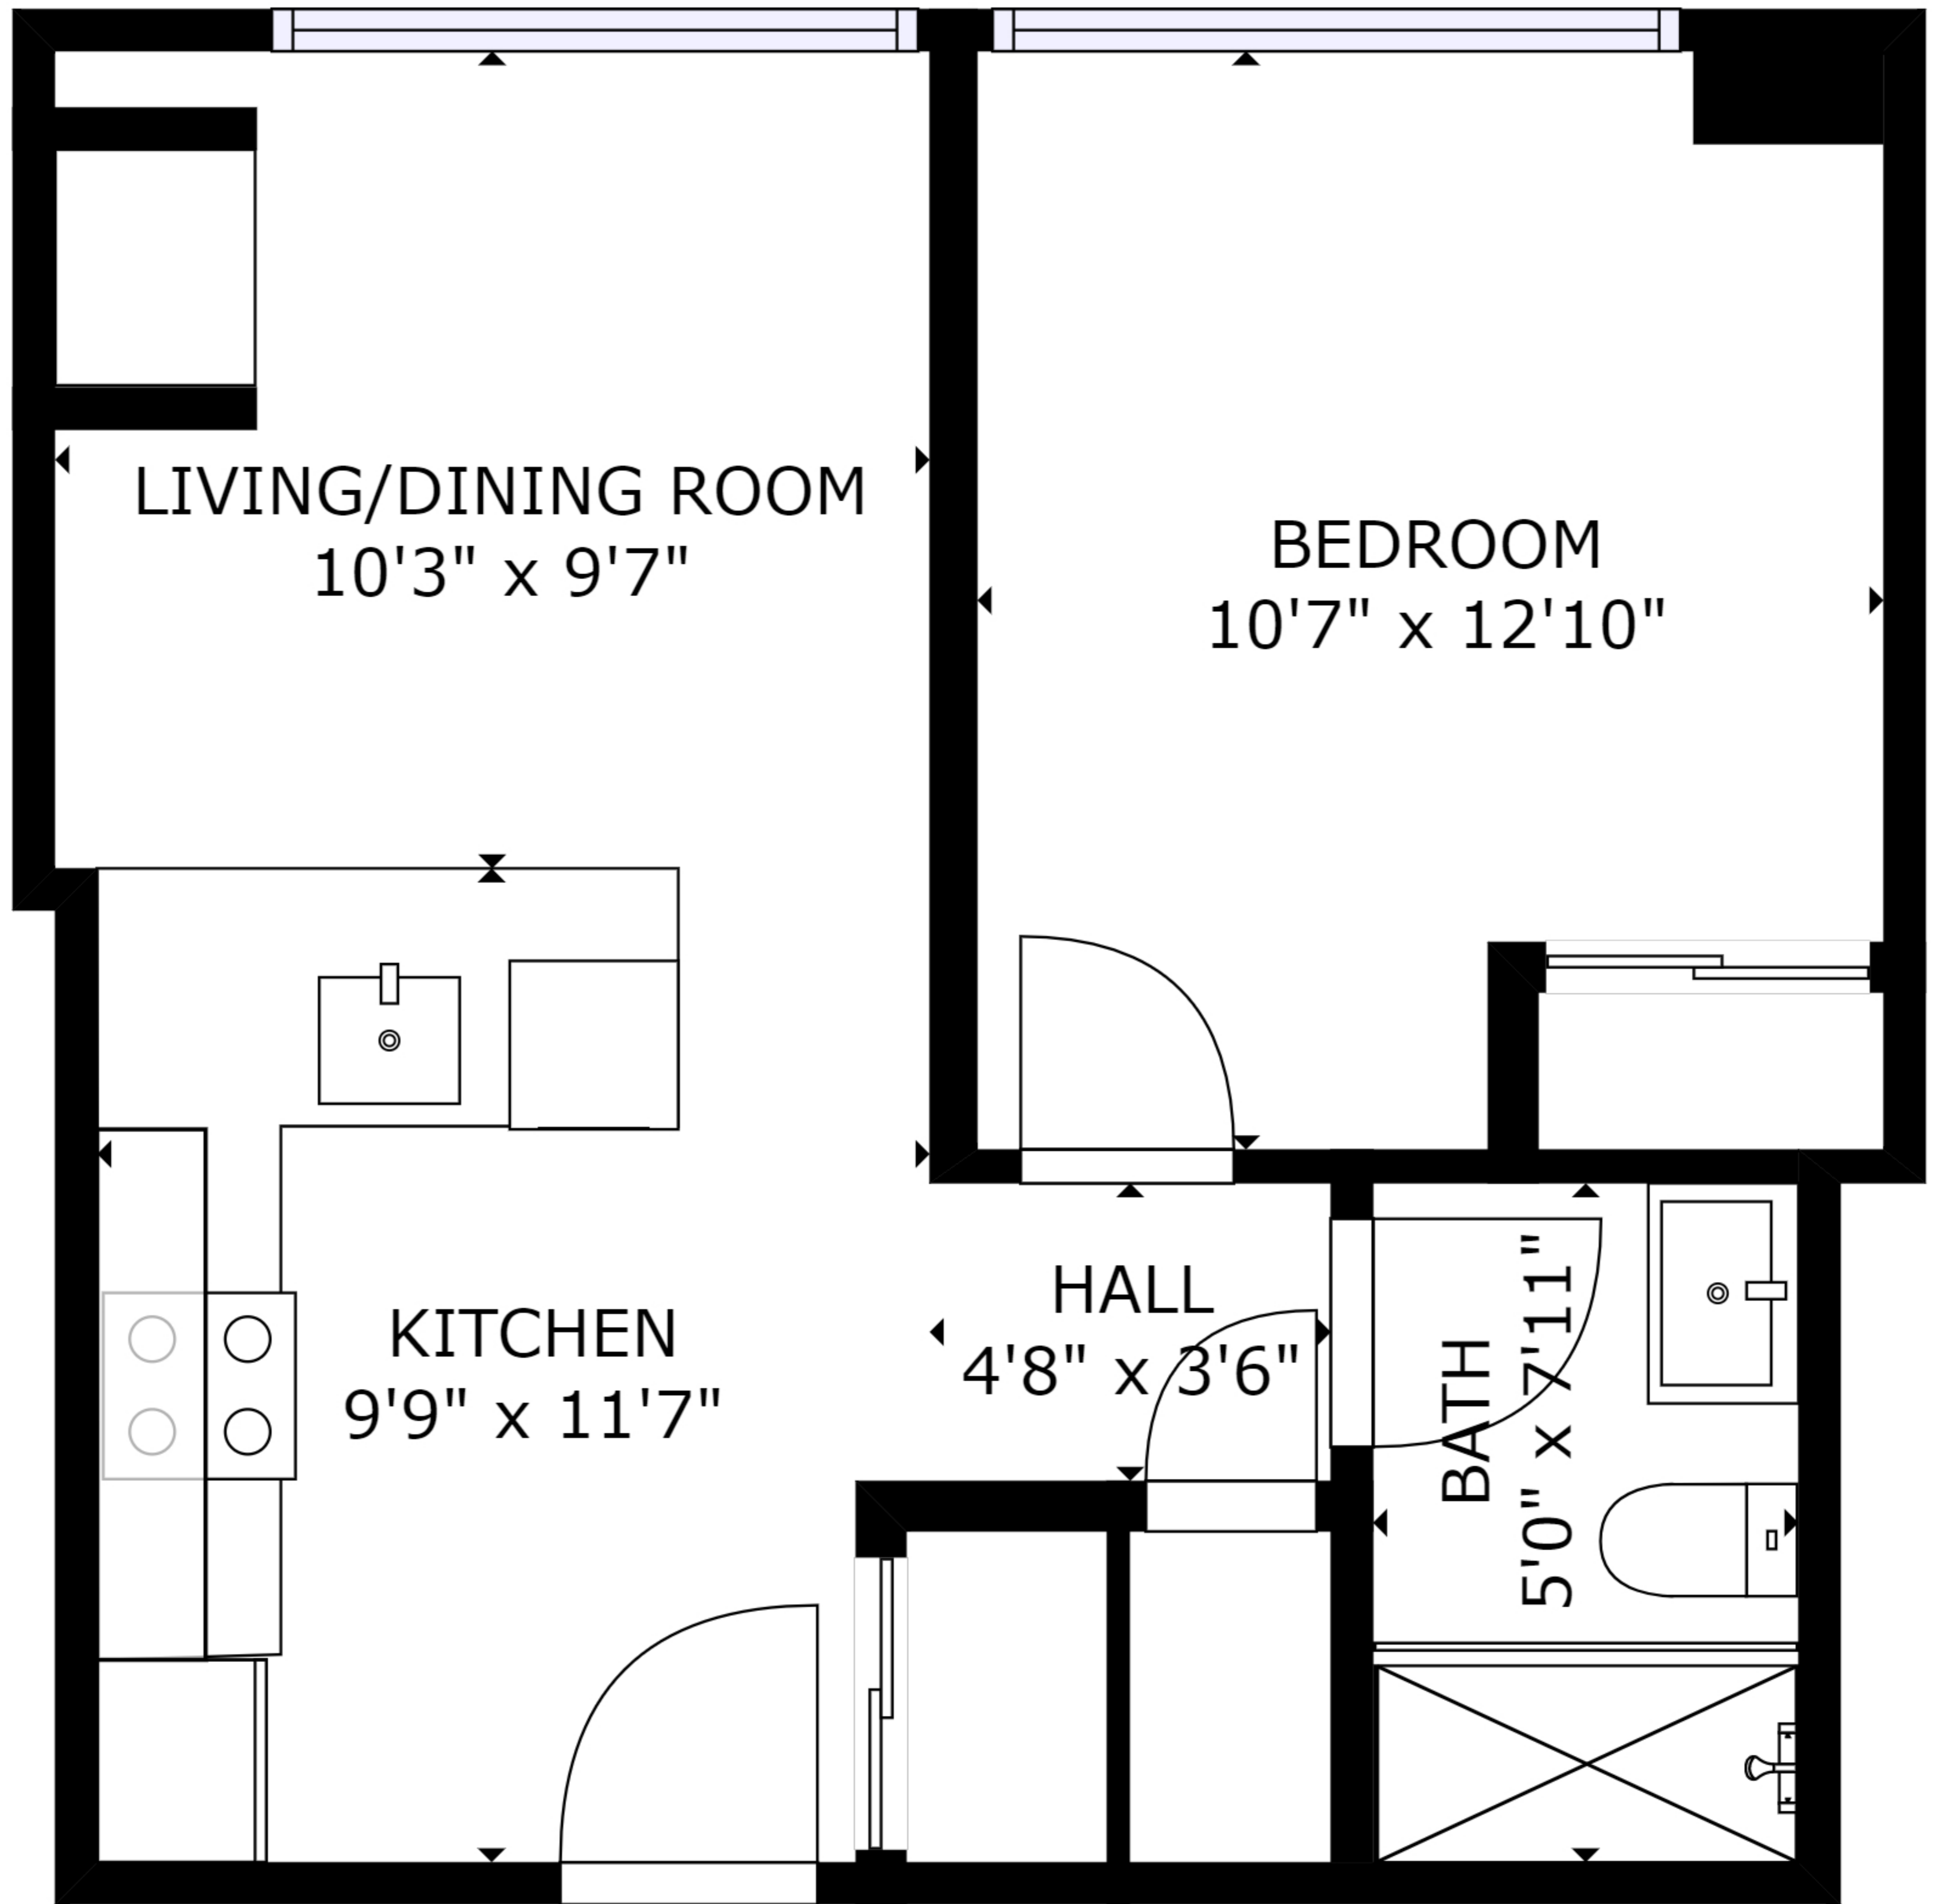 LIVING/DINING ROOM
10'3" x 9'7"
BEDROOM
10'7" x 12'10"
KITCHEN
9'9" x 11'7"
HALL
4'8" x 3'6"
BATH
5'0" x 7'11"